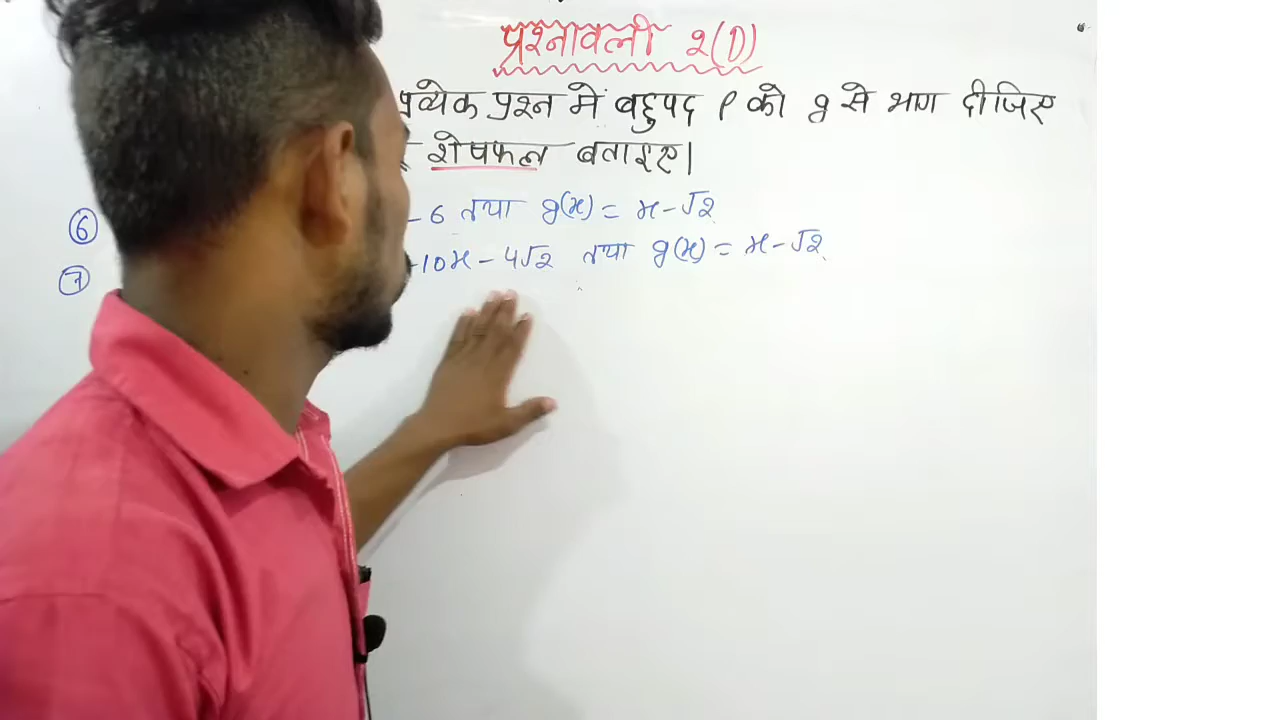 प्रश्नावली २(D)
प्रत्येक प्रश्न में बहुपद p को g से भाग दीजिए
शेषफल बताइए।
⑥ - 6 तथा g(x) = x - √2
⑦ -10x - 4√2 तथा g(x) = x - √2